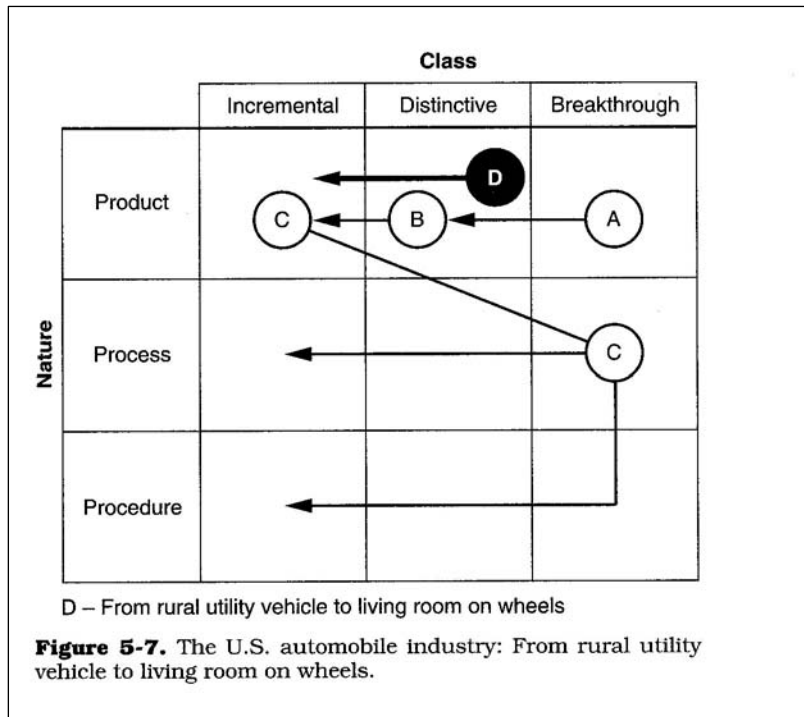 Class
Incremental Distinctive Breakthrough
D
Product C B A
Nature
Process C
Procedure
D – From rural utility vehicle to living room on wheels
Figure 5-7. The U.S. automobile industry: From rural utility
vehicle to living room on wheels.